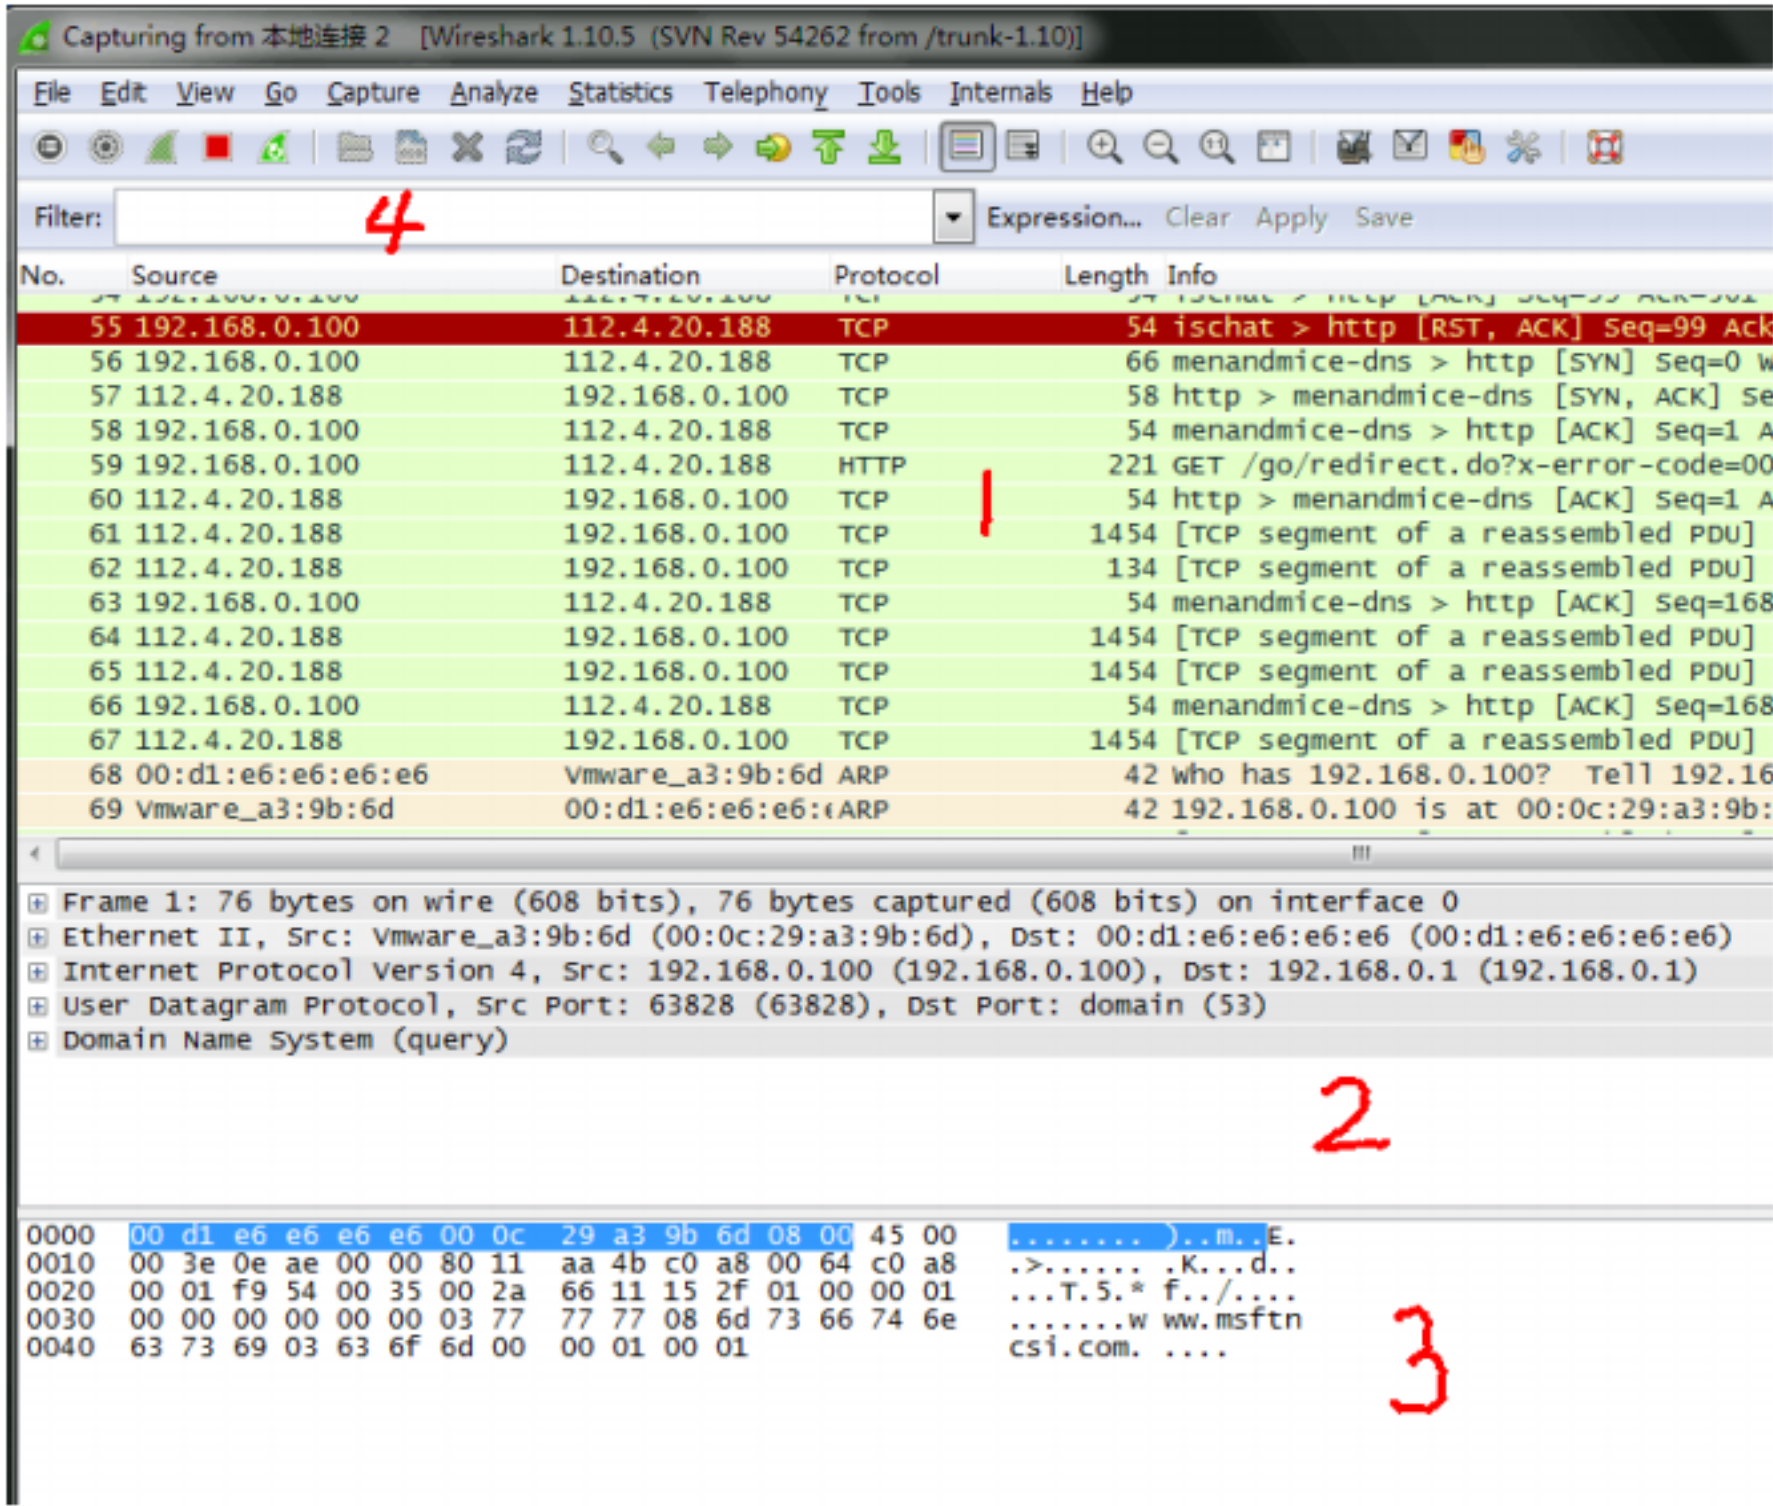 Capturing from 本地连接 2 [Wireshark 1.10.5 (SVN Rev 54262 from /trunk-1.10)]
File Edit View Go Capture Analyze Statistics Telephony Tools Internals Help
Filter: 4 Expression... Clear Apply Save
No. Source Destination Protocol Length Info
55 192.168.0.100 112.4.20.188 TCP 54 ischat > http [RST, ACK] Seq=99 Ack
56 192.168.0.100 112.4.20.188 TCP 66 menandmice-dns > http [SYN] Seq=0 W
57 112.4.20.188 192.168.0.100 TCP 58 http > menandmice-dns [SYN, ACK] Se
58 192.168.0.100 112.4.20.188 TCP 54 menandmice-dns > http [ACK] Seq=1 A
59 192.168.0.100 112.4.20.188 HTTP 221 GET /go/redirect.do?x-error-code=00
60 112.4.20.188 192.168.0.100 TCP 54 http > menandmice-dns [ACK] Seq=1 A
1
61 112.4.20.188 192.168.0.100 TCP 1454 [TCP segment of a reassembled PDU]
62 112.4.20.188 192.168.0.100 TCP 134 [TCP segment of a reassembled PDU]
63 192.168.0.100 112.4.20.188 TCP 54 menandmice-dns > http [ACK] Seq=168
64 112.4.20.188 192.168.0.100 TCP 1454 [TCP segment of a reassembled PDU]
65 112.4.20.188 192.168.0.100 TCP 1454 [TCP segment of a reassembled PDU]
66 192.168.0.100 112.4.20.188 TCP 54 menandmice-dns > http [ACK] Seq=168
67 112.4.20.188 192.168.0.100 TCP 1454 [TCP segment of a reassembled PDU]
68 00:d1:e6:e6:e6:e6 Vmware_a3:9b:6d ARP 42 Who has 192.168.0.100? Tell 192.16
69 Vmware_a3:9b:6d 00:d1:e6:e6:e6:e ARP 42 192.168.0.100 is at 00:0c:29:a3:9b:
Frame 1: 76 bytes on wire (608 bits), 76 bytes captured (608 bits) on interface 0
Ethernet II, Src: Vmware_a3:9b:6d (00:0c:29:a3:9b:6d), Dst: 00:d1:e6:e6:e6:e6 (00:d1:e6:e6:e6:e6)
Internet Protocol Version 4, Src: 192.168.0.100 (192.168.0.100), Dst: 192.168.0.1 (192.168.0.1)
User Datagram Protocol, Src Port: 63828 (63828), Dst Port: domain (53)
Domain Name System (query)
2
0000 00 d1 e6 e6 e6 e6 00 0c 29 a3 9b 6d 08 00 45 00 ........ )..m..E.
0010 00 3e 0e ae 00 00 80 11 aa 4b c0 a8 00 64 c0 a8 .>...... .K...d..
0020 00 01 f9 54 00 35 00 2a 66 11 15 2f 01 00 00 01 ...T.5.* f../....
0030 00 00 00 00 00 00 03 77 77 77 08 6d 73 66 74 6e .......w ww.msftn
0040 63 73 69 03 63 6f 6d 00 00 01 00 01 csi.com. ....
3